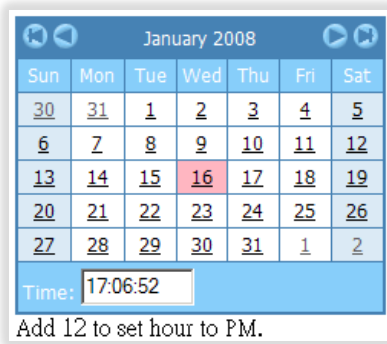 January 2008
Sun Mon Tue Wed Thu Fri Sat
30 31 1 2 3 4 5
6 7 8 9 10 11 12
13 14 15 16 17 18 19
20 21 22 23 24 25 26
27 28 29 30 31 1 2
Time: 17:06:52
Add 12 to set hour to PM.